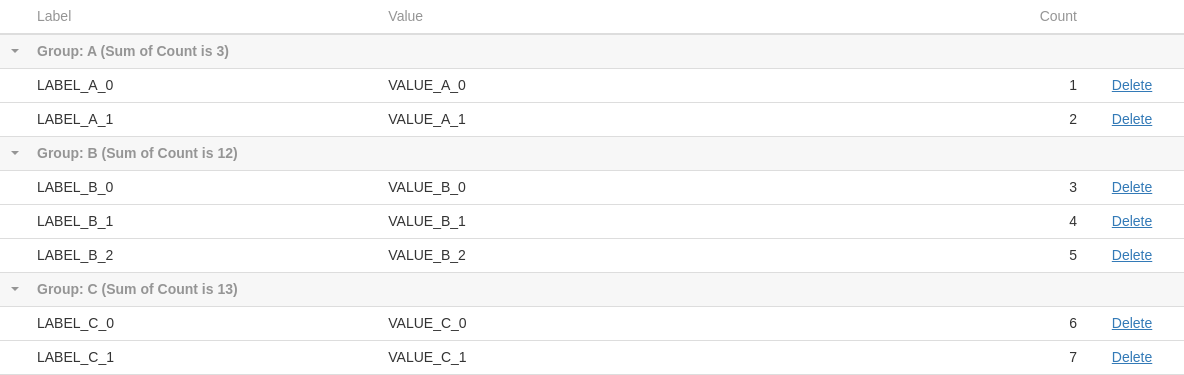 Label Value Count
Group: A (Sum of Count is 3)
LABEL_A_0 VALUE_A_0 1 Delete
LABEL_A_1 VALUE_A_1 2 Delete
Group: B (Sum of Count is 12)
LABEL_B_0 VALUE_B_0 3 Delete
LABEL_B_1 VALUE_B_1 4 Delete
LABEL_B_2 VALUE_B_2 5 Delete
Group: C (Sum of Count is 13)
LABEL_C_0 VALUE_C_0 6 Delete
LABEL_C_1 VALUE_C_1 7 Delete